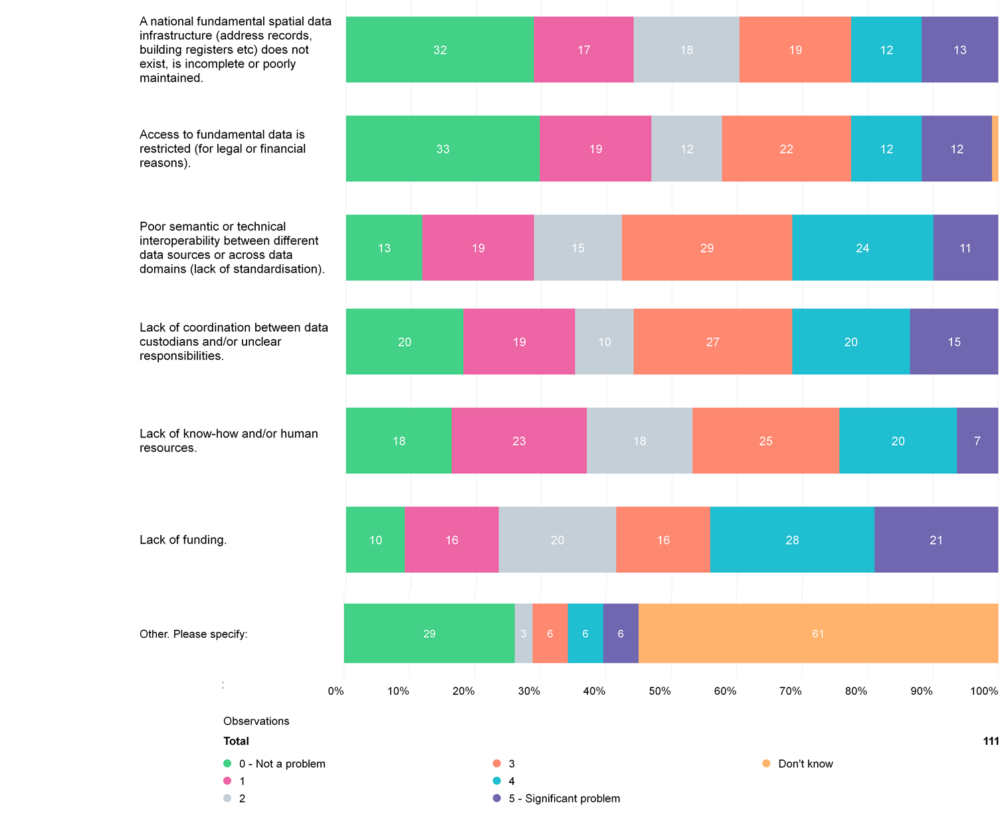 A national fundamental spatial data
infrastructure (address records,
building registers etc) does not
exist, is incomplete or poorly
maintained.
32 17 18 19 12 13
Access to fundamental data is
restricted (for legal or financial
reasons).
33 19 12 22 12 12
Poor semantic or technical
interoperability between different
data sources or across data
domains (lack of standardisation).
13 19 15 29 24 11
Lack of coordination between data
custodians and/or unclear
responsibilities.
20 19 10 27 20 15
Lack of know-how and/or human
resources.
18 23 18 25 20 7
Lack of funding.
10 16 20 16 28 21
Other. Please specify:
29 3 6 6 6 61
0% 10% 20% 30% 40% 50% 60% 70% 80% 90% 100%
Observations
Total 111
0 - Not a problem
1
2
3
4
5 - Significant problem
Don't know